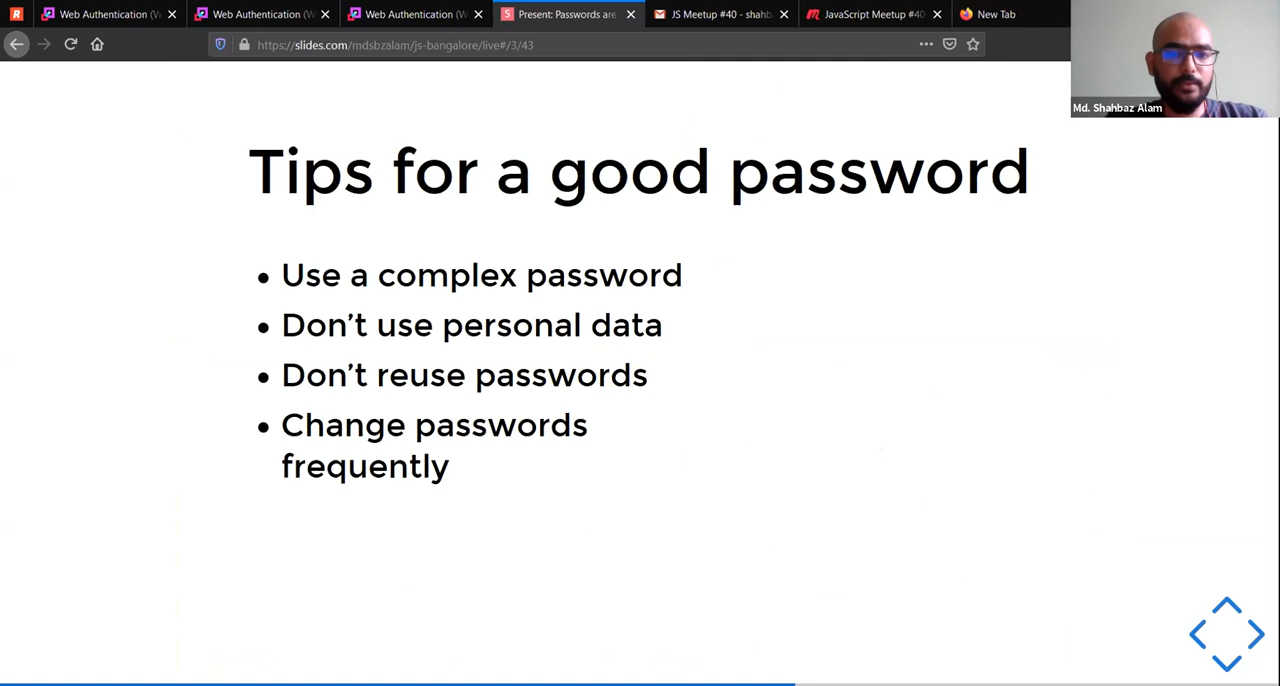 Web Authentication (W
Web Authentication (W
Web Authentication (W
Present: Passwords are
JS Meetup #40 - shahb
JavaScript Meetup #40
New Tab
https://slides.com/mdsbzalam/js-bangalore/live#/3/43
Md. Shahbaz Alam
Tips for a good password
• Use a complex password
• Don’t use personal data
• Don’t reuse passwords
• Change passwords
frequently